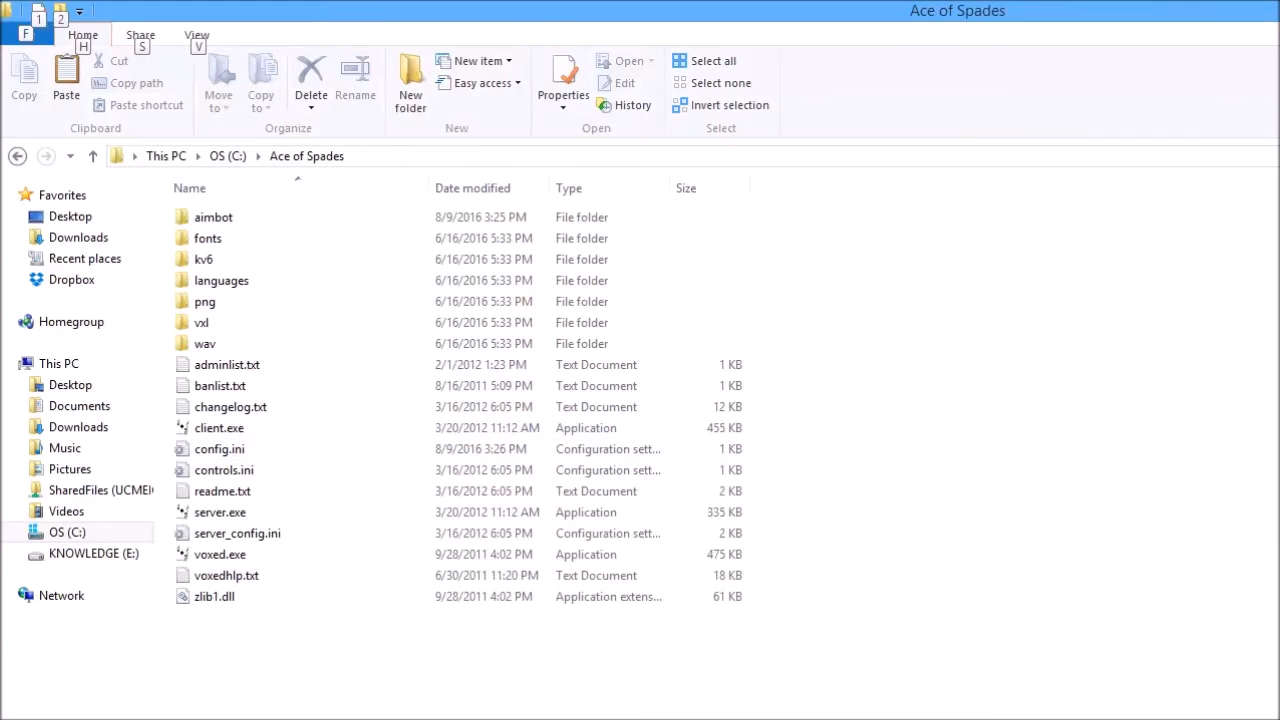 Ace of Spades
1 2
F Home Share View
H S V
Copy Paste Cut Copy path Paste shortcut Move to Copy to Delete Rename New folder New item Easy access Properties Open Edit History Select all Select none Invert selection
Clipboard Organize New Open Select
This PC OS (C:) Ace of Spades
Favorites
Desktop
Downloads
Recent places
Dropbox
Homegroup
This PC
Desktop
Documents
Downloads
Music
Pictures
SharedFiles (UCMEI
Videos
OS (C:)
KNOWLEDGE (E:)
Network
Name Date modified Type Size
aimbot 8/9/2016 3:25 PM File folder
fonts 6/16/2016 5:33 PM File folder
kv6 6/16/2016 5:33 PM File folder
languages 6/16/2016 5:33 PM File folder
png 6/16/2016 5:33 PM File folder
vxl 6/16/2016 5:33 PM File folder
wav 6/16/2016 5:33 PM File folder
adminlist.txt 2/1/2012 1:23 PM Text Document 1 KB
banlist.txt 8/16/2011 5:09 PM Text Document 1 KB
changelog.txt 3/16/2012 6:05 PM Text Document 12 KB
client.exe 3/20/2012 11:12 AM Application 455 KB
config.ini 8/9/2016 3:26 PM Configuration sett... 1 KB
controls.ini 3/16/2012 6:05 PM Configuration sett... 1 KB
readme.txt 3/16/2012 6:05 PM Text Document 2 KB
server.exe 3/20/2012 11:12 AM Application 335 KB
server_config.ini 3/16/2012 6:05 PM Configuration sett... 2 KB
voxed.exe 9/28/2011 4:02 PM Application 475 KB
voxedhlp.txt 6/30/2011 11:20 PM Text Document 18 KB
zlib1.dll 9/28/2011 4:02 PM Application extens... 61 KB